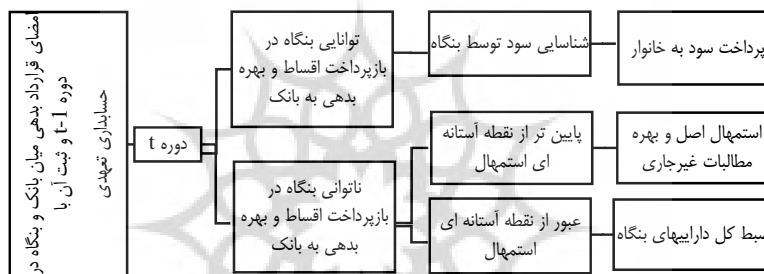 امضای قرارداد بدهی میان بانک و بنگاه در
دوره t-1 و ثبت آن با
حسابداری تعهدی
دوره t
توانایی بنگاه در
بازپرداخت اقساط و بهره
بدهی به بانک
شناسایی سود توسط بنگاه
پرداخت سود به خانوار
ناتوانی بنگاه در
بازپرداخت اقساط و بهره
بدهی به بانک
پایین تر از نقطه آستانه
ای استمهال
استمهال اصل و بهره
مطالبات غیرجاری
عبور از نقطه آستانه ای
استمهال
ضبط کل داراییهای بنگاه